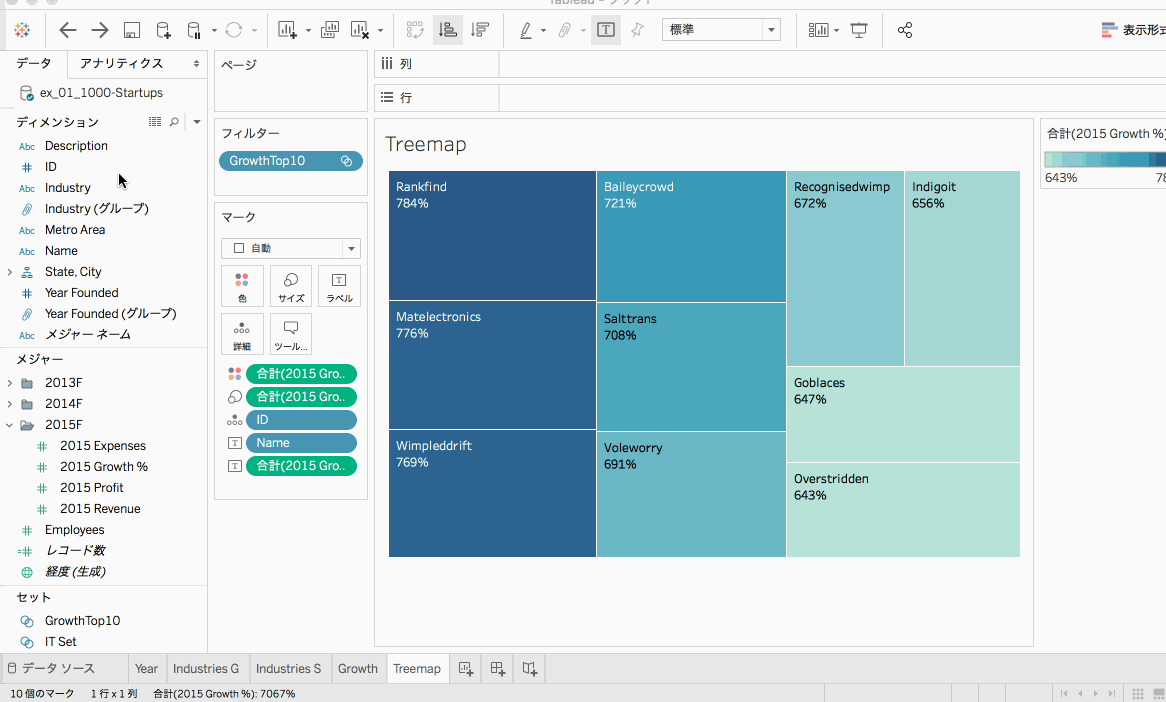 標準
表示形式
データ
アナリティクス
ex_01_1000-Startups
ディメンション
Abc Description
ID
Abc Industry
Industry (グループ)
Abc Metro Area
Abc Name
State, City
Year Founded
Year Founded (グループ)
Abc メジャー ネーム
メジャー
2013F
2014F
2015F
2015 Expenses
2015 Growth %
2015 Profit
2015 Revenue
Employees
レコード数
経度 (生成)
セット
GrowthTop10
IT Set
ページ
フィルター
GrowthTop10
マーク
自動
色
サイズ
T
ラベル
詳細
ツール...
合計(2015 Gro..
合計(2015 Gro..
ID
T Name
T 合計(2015 Gro..
列
行
Treemap
Rankfind
784%
Matelectronics
776%
Wimpleddrift
769%
Baileycrowd
721%
Salttrans
708%
Voleworry
691%
Recognisedwimp
672%
Indigoit
656%
Goblaces
647%
Overstridden
643%
合計(2015 Growth %)
643%
データ ソース
Year
Industries G
Industries S
Growth
Treemap
10 個のマーク
1 行 x 1 列
合計(2015 Growth %): 7067%